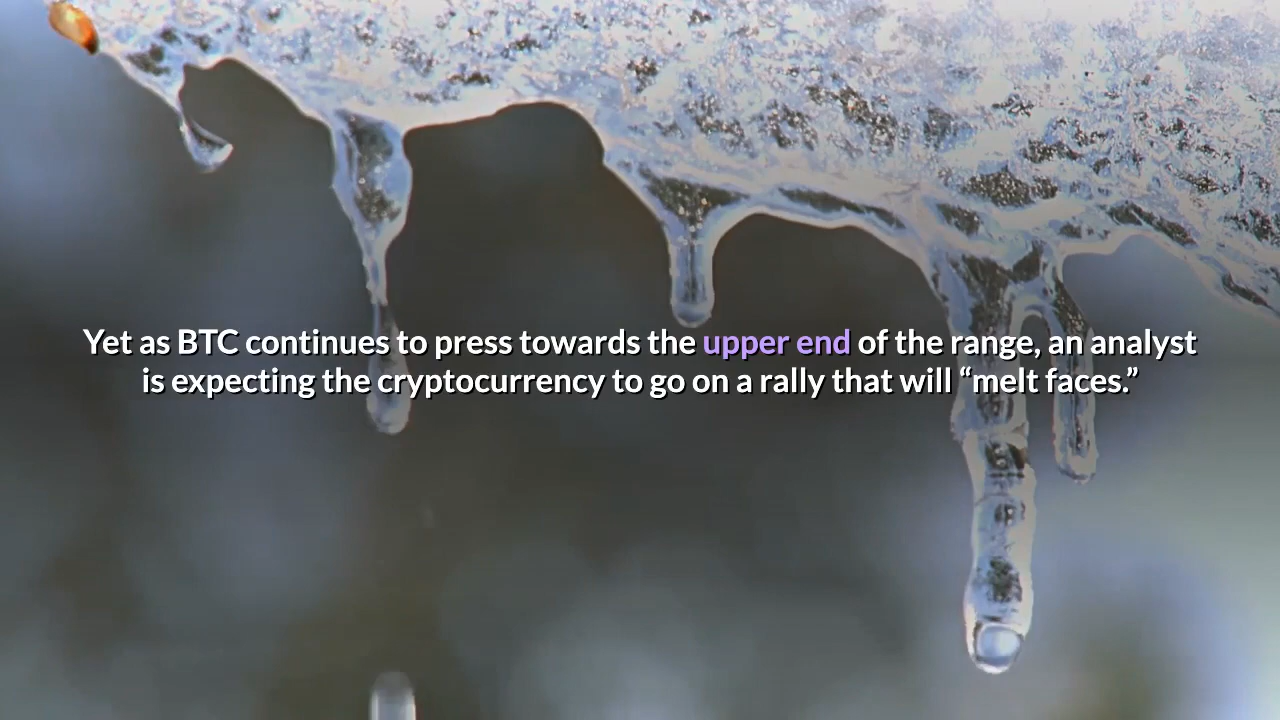 Yet as BTC continues to press towards the upper end of the range, an analyst
is expecting the cryptocurrency to go on a rally that will “melt faces.”